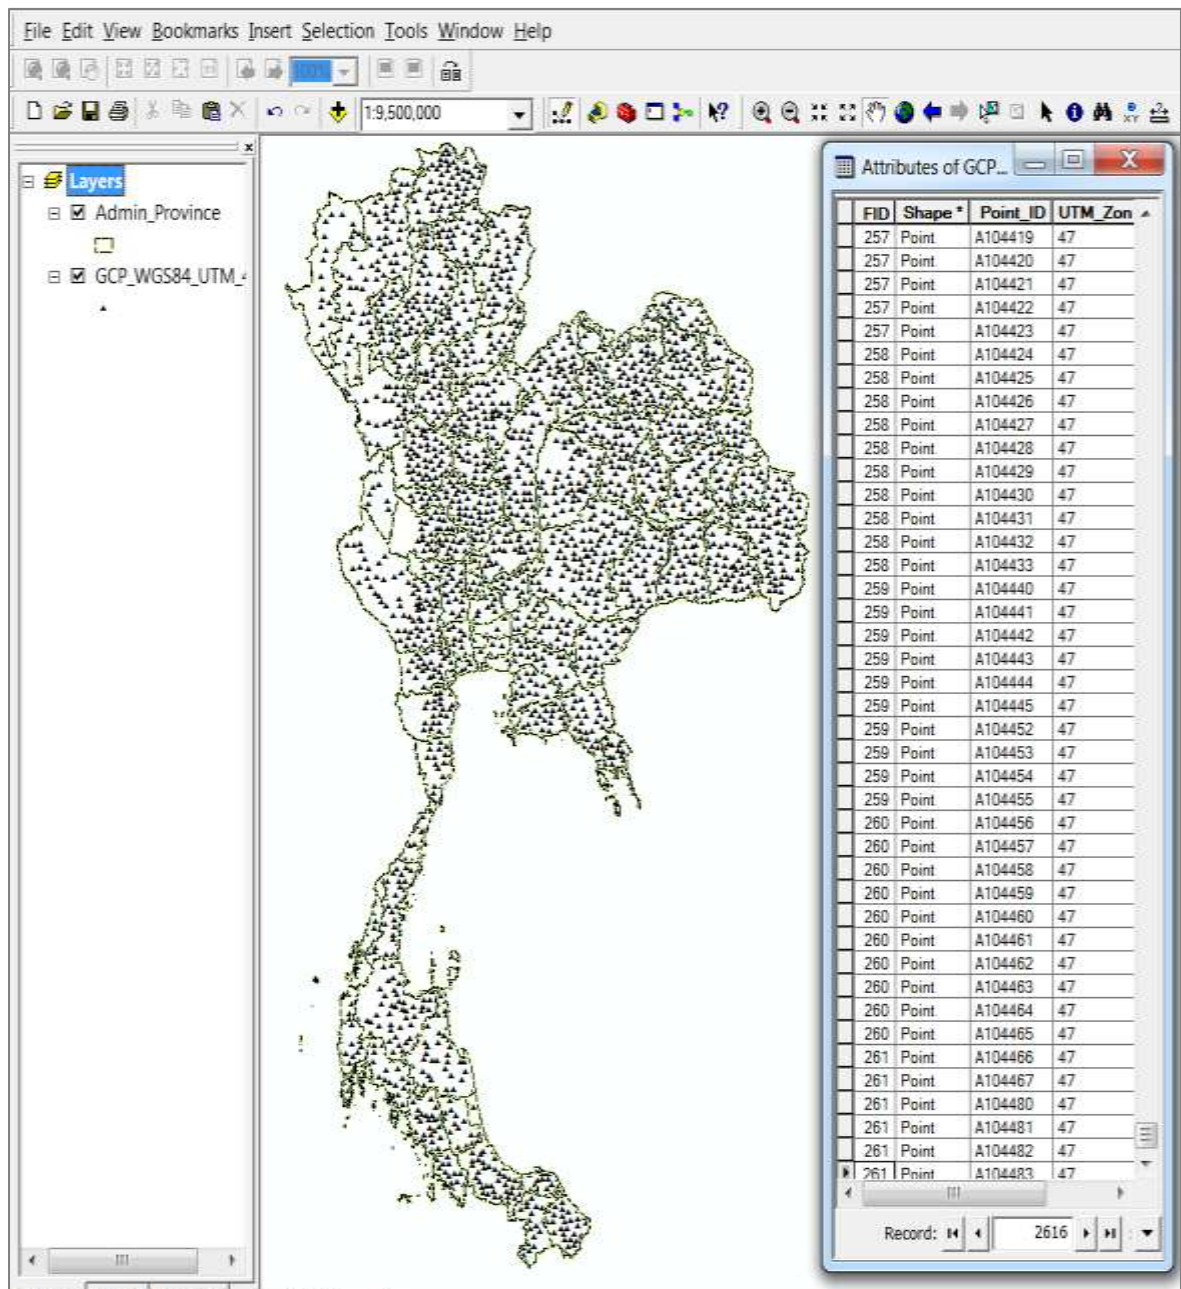 File Edit View Bookmarks Insert Selection Tools Window Help
100%
1:9,500,000
Layers
Admin_Province
GCP_WGS84_UTM_4
Attributes of GCP...
FID Shape * Point_ID UTM_Zon
257 Point A104419 47
257 Point A104420 47
257 Point A104421 47
257 Point A104422 47
257 Point A104423 47
258 Point A104424 47
258 Point A104425 47
258 Point A104426 47
258 Point A104427 47
258 Point A104428 47
258 Point A104429 47
258 Point A104430 47
258 Point A104431 47
258 Point A104432 47
258 Point A104433 47
259 Point A104440 47
259 Point A104441 47
259 Point A104442 47
259 Point A104443 47
259 Point A104444 47
259 Point A104445 47
259 Point A104452 47
259 Point A104453 47
259 Point A104454 47
259 Point A104455 47
260 Point A104456 47
260 Point A104457 47
260 Point A104458 47
260 Point A104459 47
260 Point A104460 47
260 Point A104461 47
260 Point A104462 47
260 Point A104463 47
260 Point A104464 47
260 Point A104465 47
261 Point A104466 47
261 Point A104467 47
261 Point A104480 47
261 Point A104481 47
261 Point A104482 47
261 Point A104483 47
Record: 2616